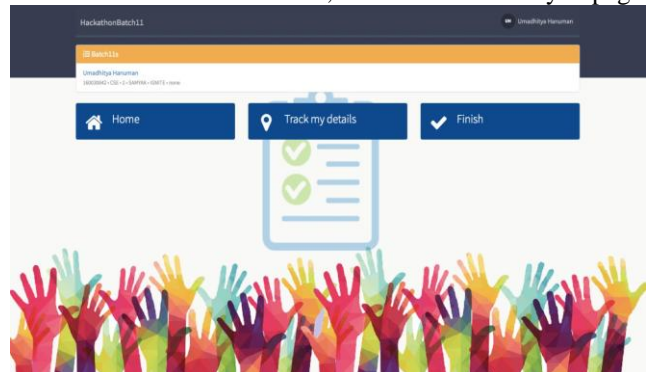 HackathonBatch11
Umadhitya Hanuman
Batch11s
Umadhitya Hanuman
Home
Track my details
Finish